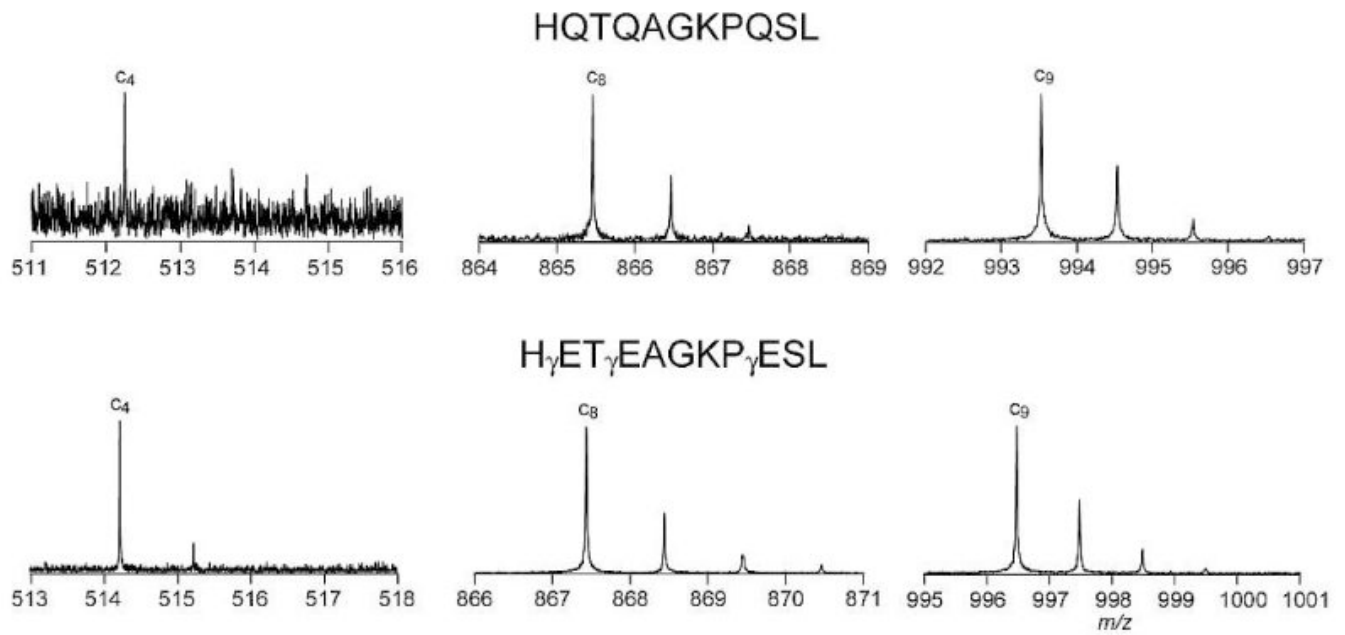 HQTQAGKPQSL
c₄ c₈ c₉
511 512 513 514 515 516 864 865 866 867 868 869 992 993 994 995 996 997
HγETγEAGKPγESL
c₄ c₈ c₉
513 514 515 516 517 518 866 867 868 869 870 871 995 996 997 998 999 1000 1001
m/z